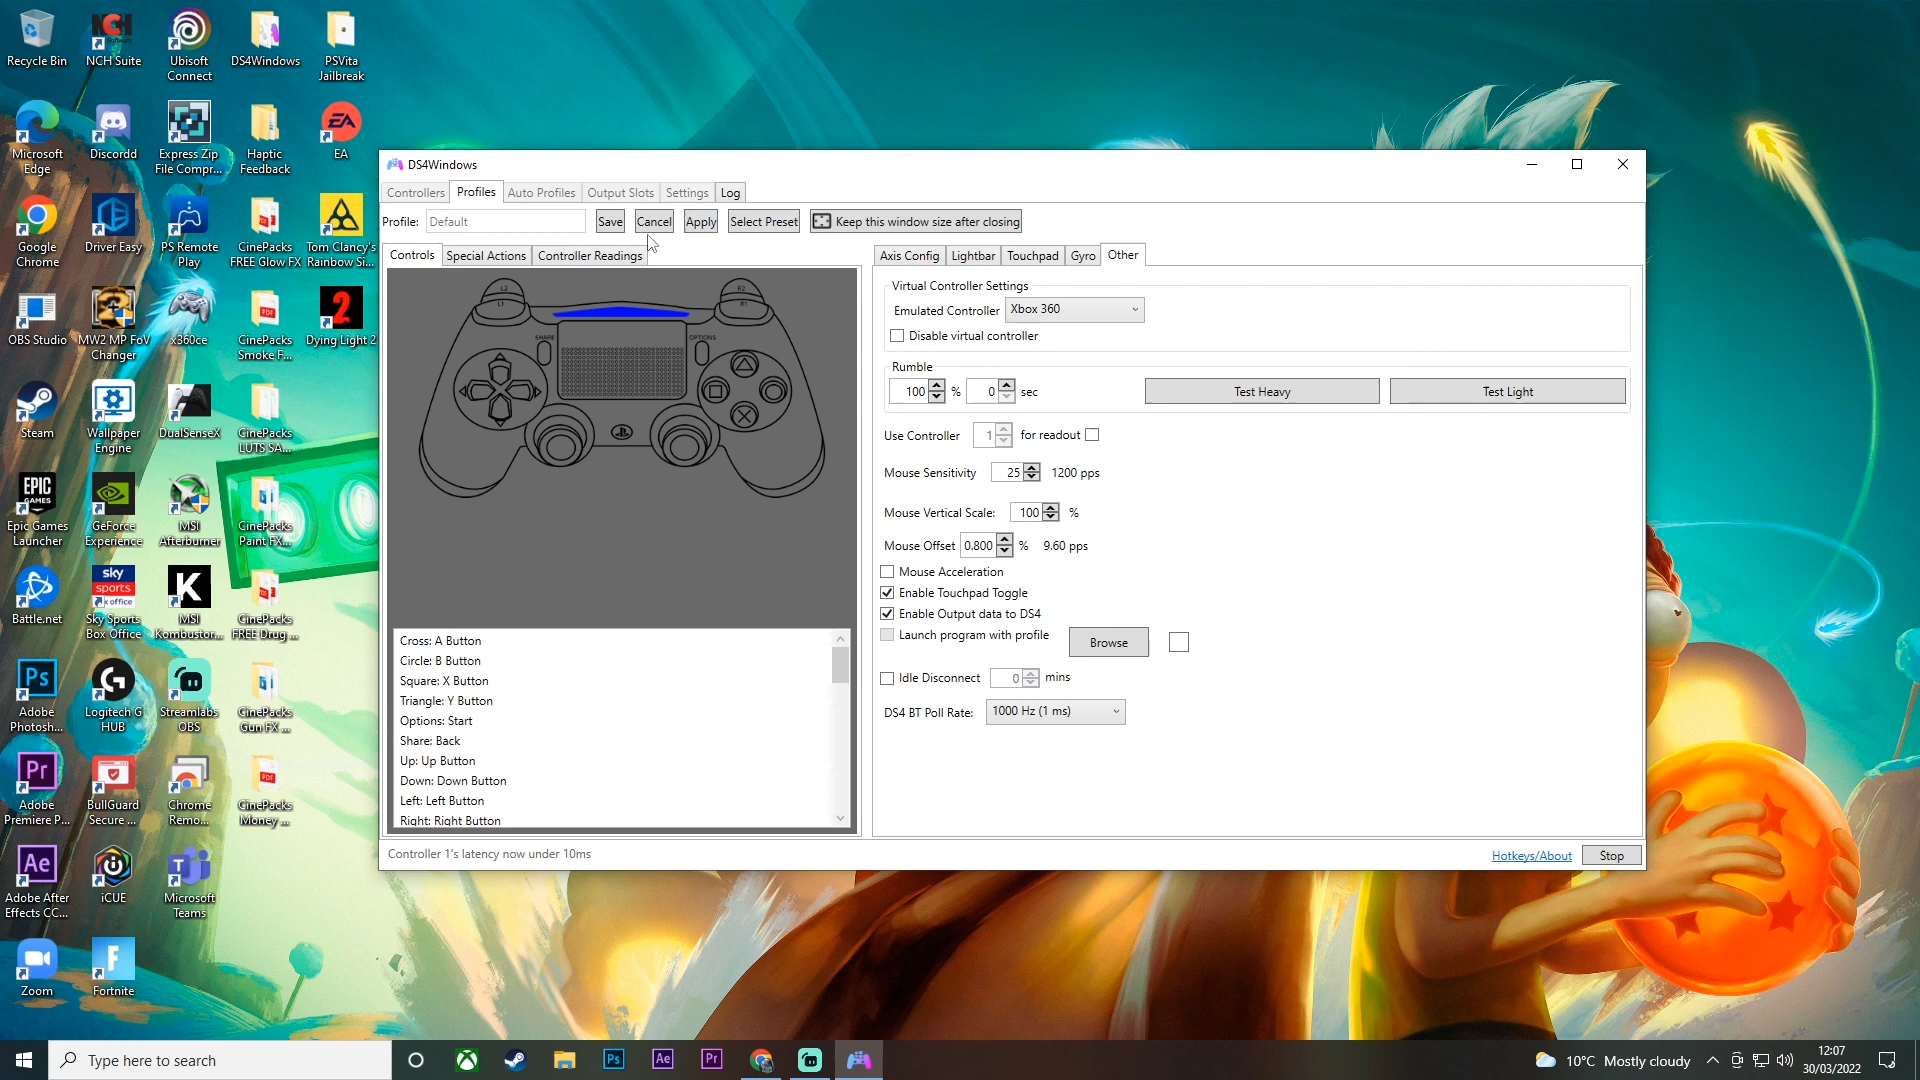 Recycle Bin
NCH Suite
Ubisoft
Connect
DS4Windows
PSVita
Jailbreak
Microsoft
Edge
Discordd
Express Zip
File Compr...
Haptic
Feedback
EA
Google
Chrome
Driver Easy
PS Remote
Play
CinePacks
FREE Glow FX
Tom Clancy's
Rainbow Si...
OBS Studio
MW2 MP FoV
Changer
x360ce
CinePacks
Smoke F...
Dying Light 2
Steam
Wallpaper
Engine
DualSenseX
CinePacks
LUTS SA...
Epic Games
Launcher
GeForce
Experience
MSI
Afterburner
CinePacks
Paint FX...
Battle.net
Sky Sports
Box Office
MSI
Kombustor...
CinePacks
FREE Drug ...
Adobe
Photosh...
Logitech G
HUB
Streamlabs
OBS
CinePacks
Gun FX ...
Adobe
Premiere P...
BullGuard
Secure ...
Chrome
Remo...
CinePacks
Money ...
Adobe After
Effects CC...
iCUE
Microsoft
Teams
Zoom
Fortnite
DS4Windows
Controllers Profiles Auto Profiles Output Slots Settings Log
Profile: Default Save Cancel Apply Select Preset Keep this window size after closing
Controls Special Actions Controller Readings
L2
L1
R2
R1
SHARE
OPTIONS
Cross: A Button
Circle: B Button
Square: X Button
Triangle: Y Button
Options: Start
Share: Back
Up: Up Button
Down: Down Button
Left: Left Button
Right: Right Button
Axis Config Lightbar Touchpad Gyro Other
Virtual Controller Settings
Emulated Controller Xbox 360
Disable virtual controller
Rumble
100 % 0 sec Test Heavy Test Light
Use Controller 1 for readout
Mouse Sensitivity 25 1200 pps
Mouse Vertical Scale: 100 %
Mouse Offset 0.800 % 9.60 pps
Mouse Acceleration
Enable Touchpad Toggle
Enable Output data to DS4
Launch program with profile Browse
Idle Disconnect 0 mins
DS4 BT Poll Rate: 1000 Hz (1 ms)
Controller 1's latency now under 10ms
Hotkeys/About Stop
Type here to search
10°C Mostly cloudy
12:07
30/03/2022